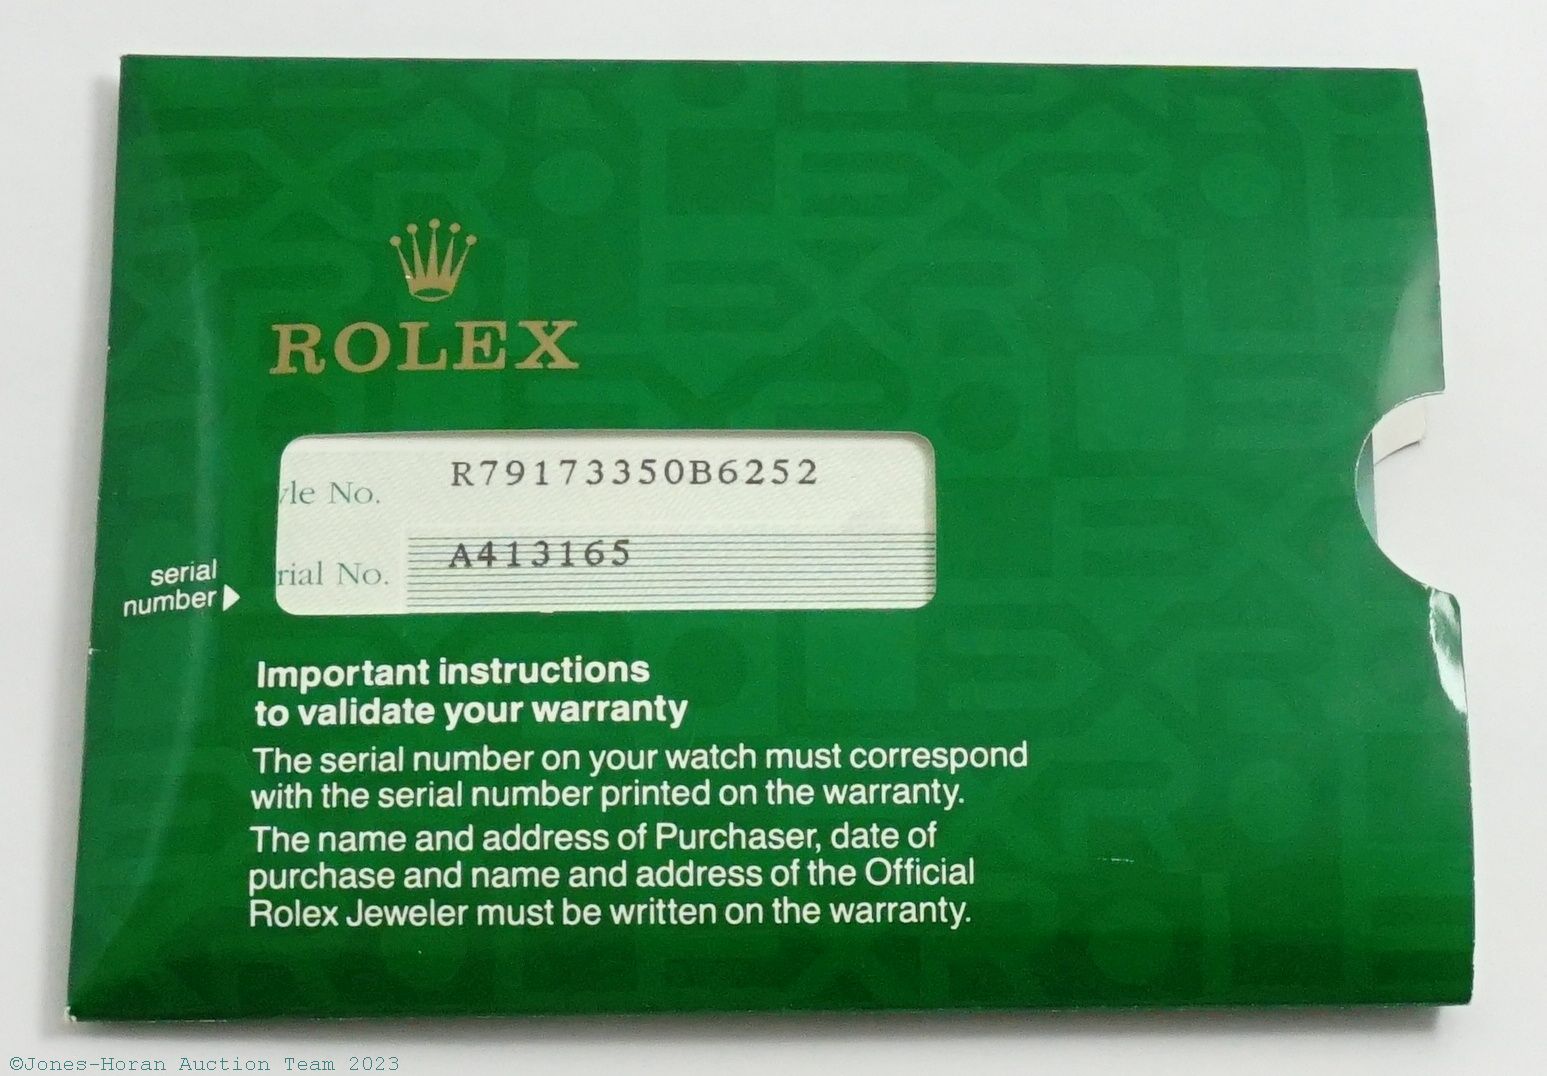 ROLEX
yle No. R79173350B6252
rial No. A413165
serial
number
Important instructions
to validate your warranty
The serial number on your watch must correspond
with the serial number printed on the warranty.
The name and address of Purchaser, date of
purchase and name and address of the Official
Rolex Jeweler must be written on the warranty.
©Jones-Horan Auction Team 2023